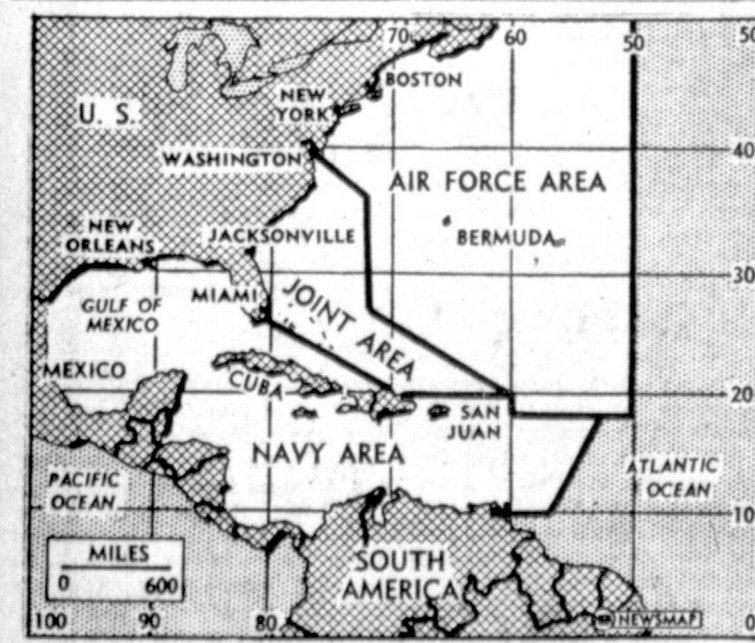 70
60
50
50
BOSTON
NEW
YORK
U. S.
WASHINGTON
40
AIR FORCE AREA
NEW
ORLEANS
JACKSONVILLE
BERMUDA
30
MIAMI
JOINT AREA
GULF OF
MEXICO
MEXICO
CUBA
20
SAN
JUAN
NAVY AREA
PACIFIC
OCEAN
ATLANTIC
OCEAN
10
MILES
0 600
SOUTH
AMERICA
100
90
80
NEWSMAP